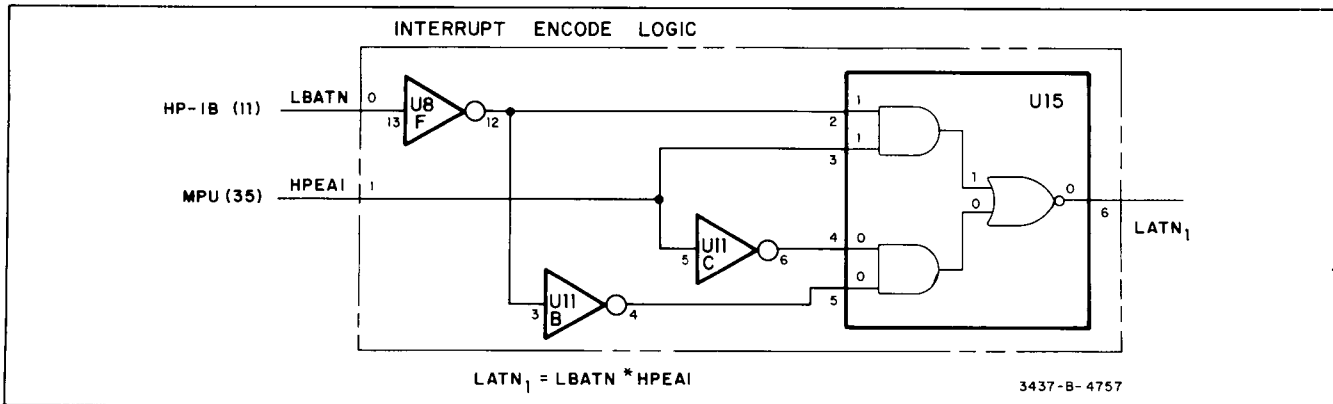 INTERRUPT ENCODE LOGIC
HP-IB (11) LBATN 0 13 U8 F 12
1 2 U15
1 3
MPU (35) HPEAI 1
1 0 0 6
LATN₁
5 U11 C 6 4 0
3 U11 B 4 0 5
LATN₁ = LBATN * HPEAI
3437-B-4757